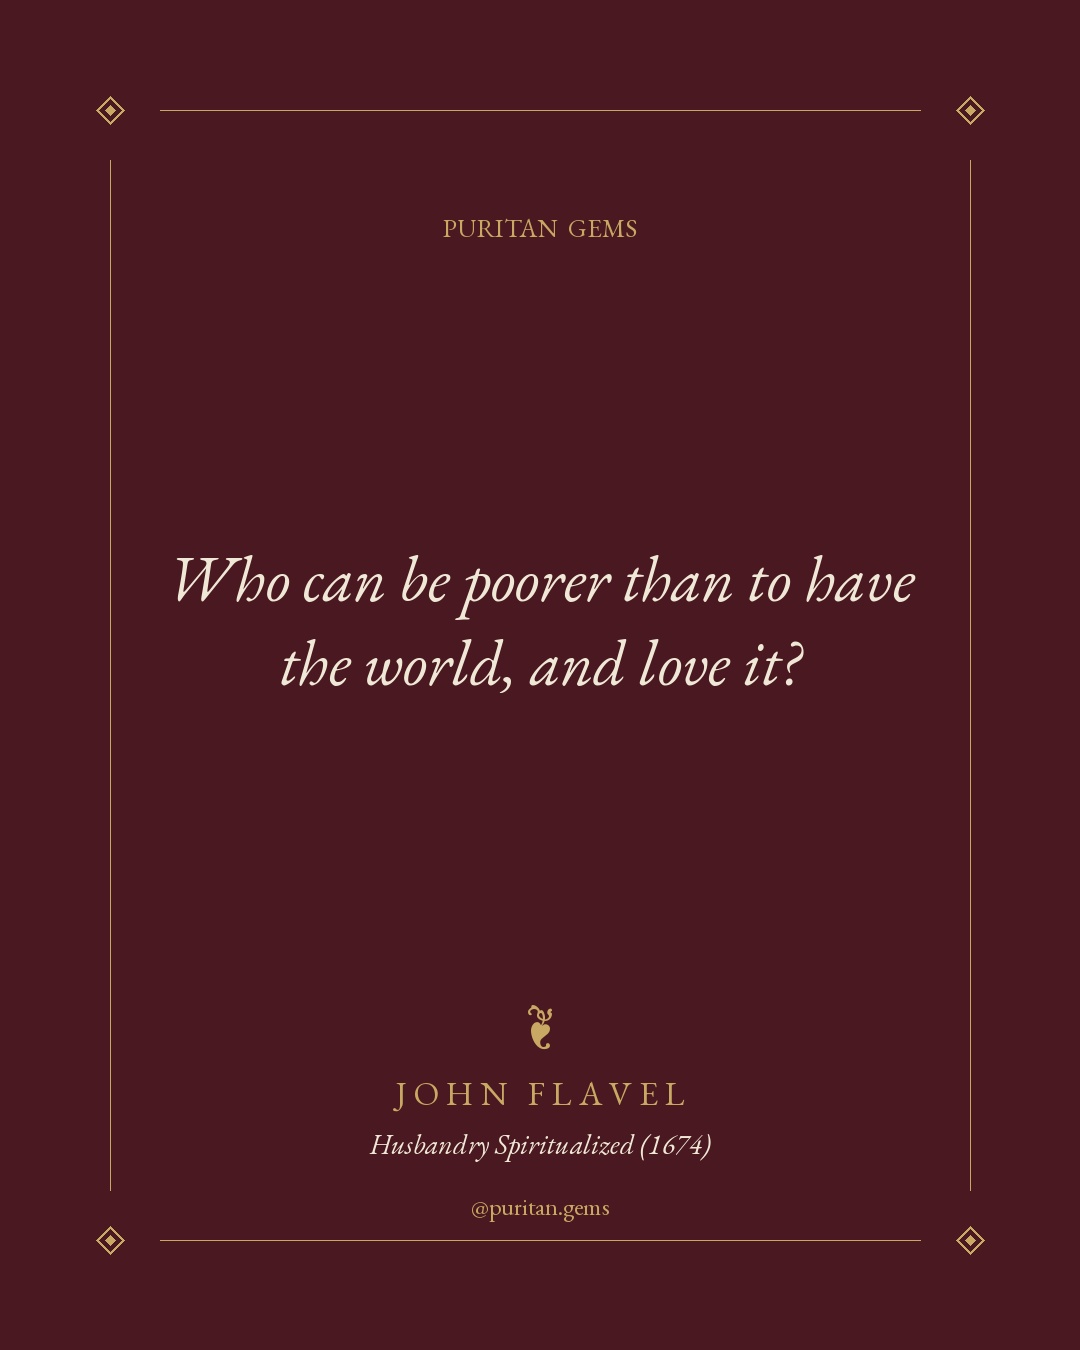 PURITAN GEMS
Who can be poorer than to have
the world, and love it?
JOHN FLAVEL
Husbandry Spiritualized (1674)
@puritan.gems